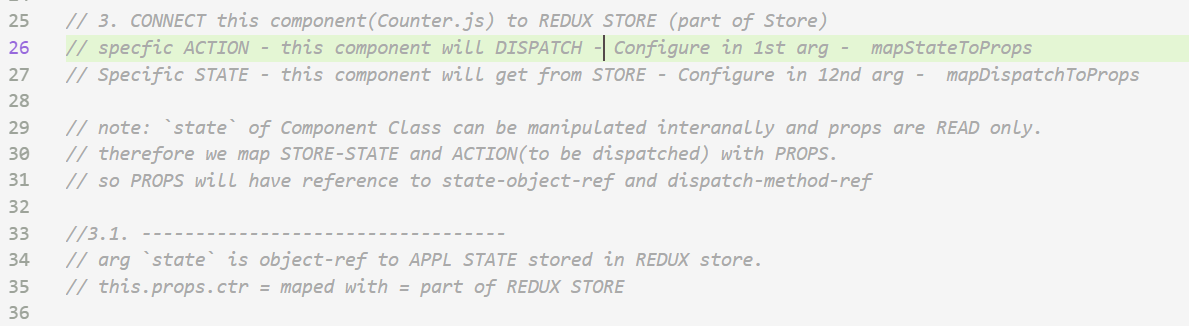 25 // 3. CONNECT this component(Counter.js) to REDUX STORE (part of Store)
26 // specfic ACTION - this component will DISPATCH - Configure in 1st arg -  mapStateToProps
27 // Specific STATE - this component will get from STORE - Configure in 12nd arg -  mapDispatchToProps
28
29 // note: `state` of Component Class can be manipulated interanally and props are READ only.
30 // therefore we map STORE-STATE and ACTION(to be dispatched) with PROPS.
31 // so PROPS will have reference to state-object-ref and dispatch-method-ref
32
33 //3.1. ----------------------------------
34 // arg `state` is object-ref to APPL STATE stored in REDUX store.
35 // this.props.ctr = maped with = part of REDUX STORE
36